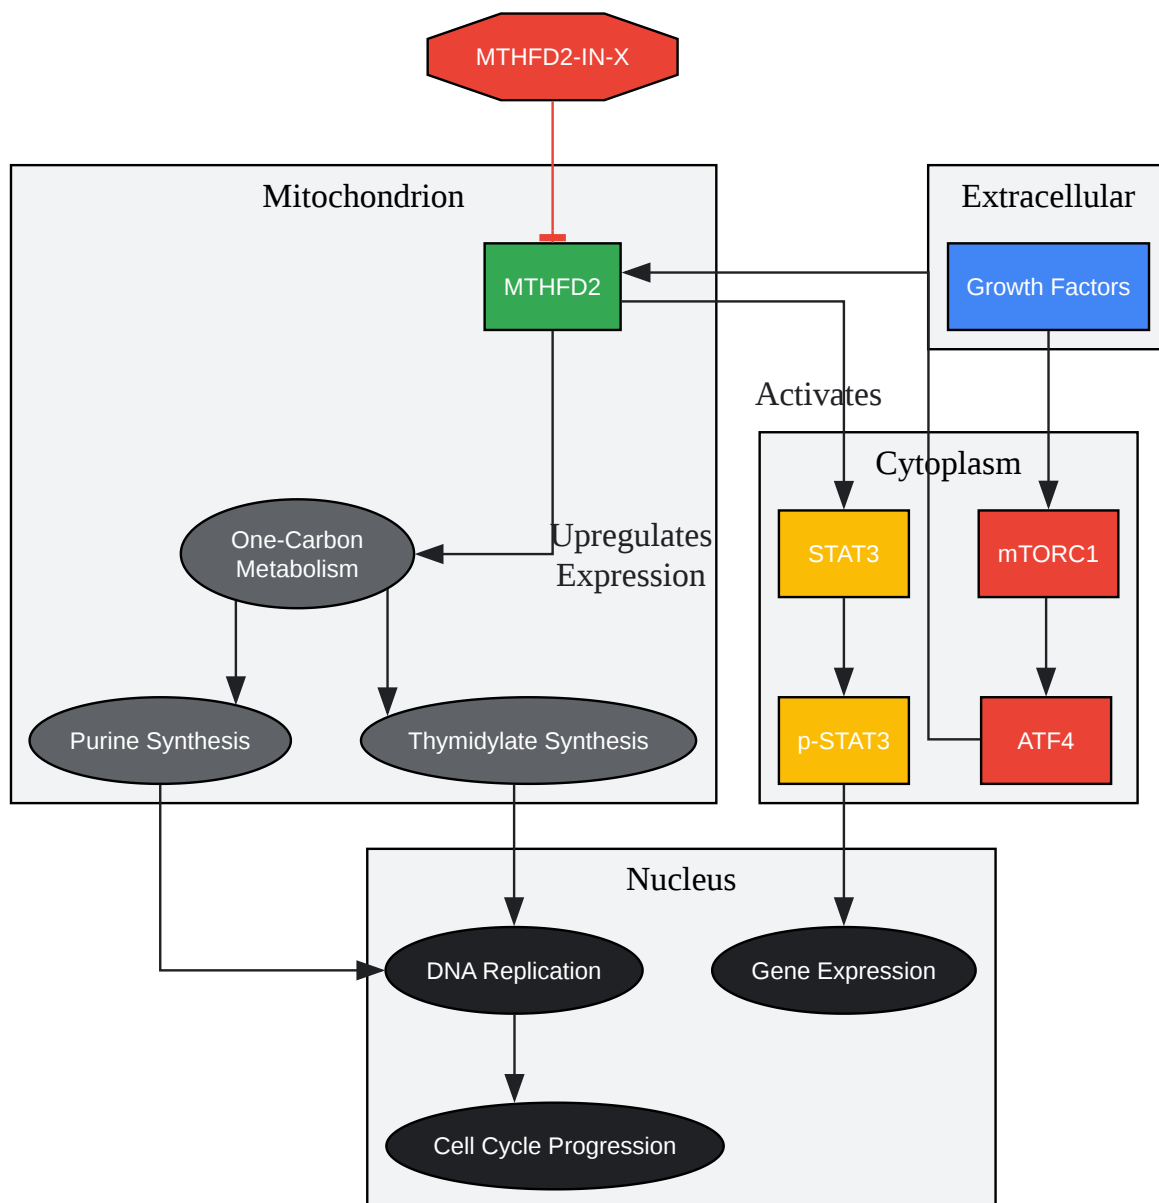 MTHFD2-IN-X
Mitochondrion
Extracellular
MTHFD2
Growth Factors
Activates
Cytoplasm
One-Carbon
Metabolism
Upregulates
Expression
STAT3
mTORC1
Purine Synthesis
Thymidylate Synthesis
p-STAT3
ATF4
Nucleus
DNA Replication
Gene Expression
Cell Cycle Progression